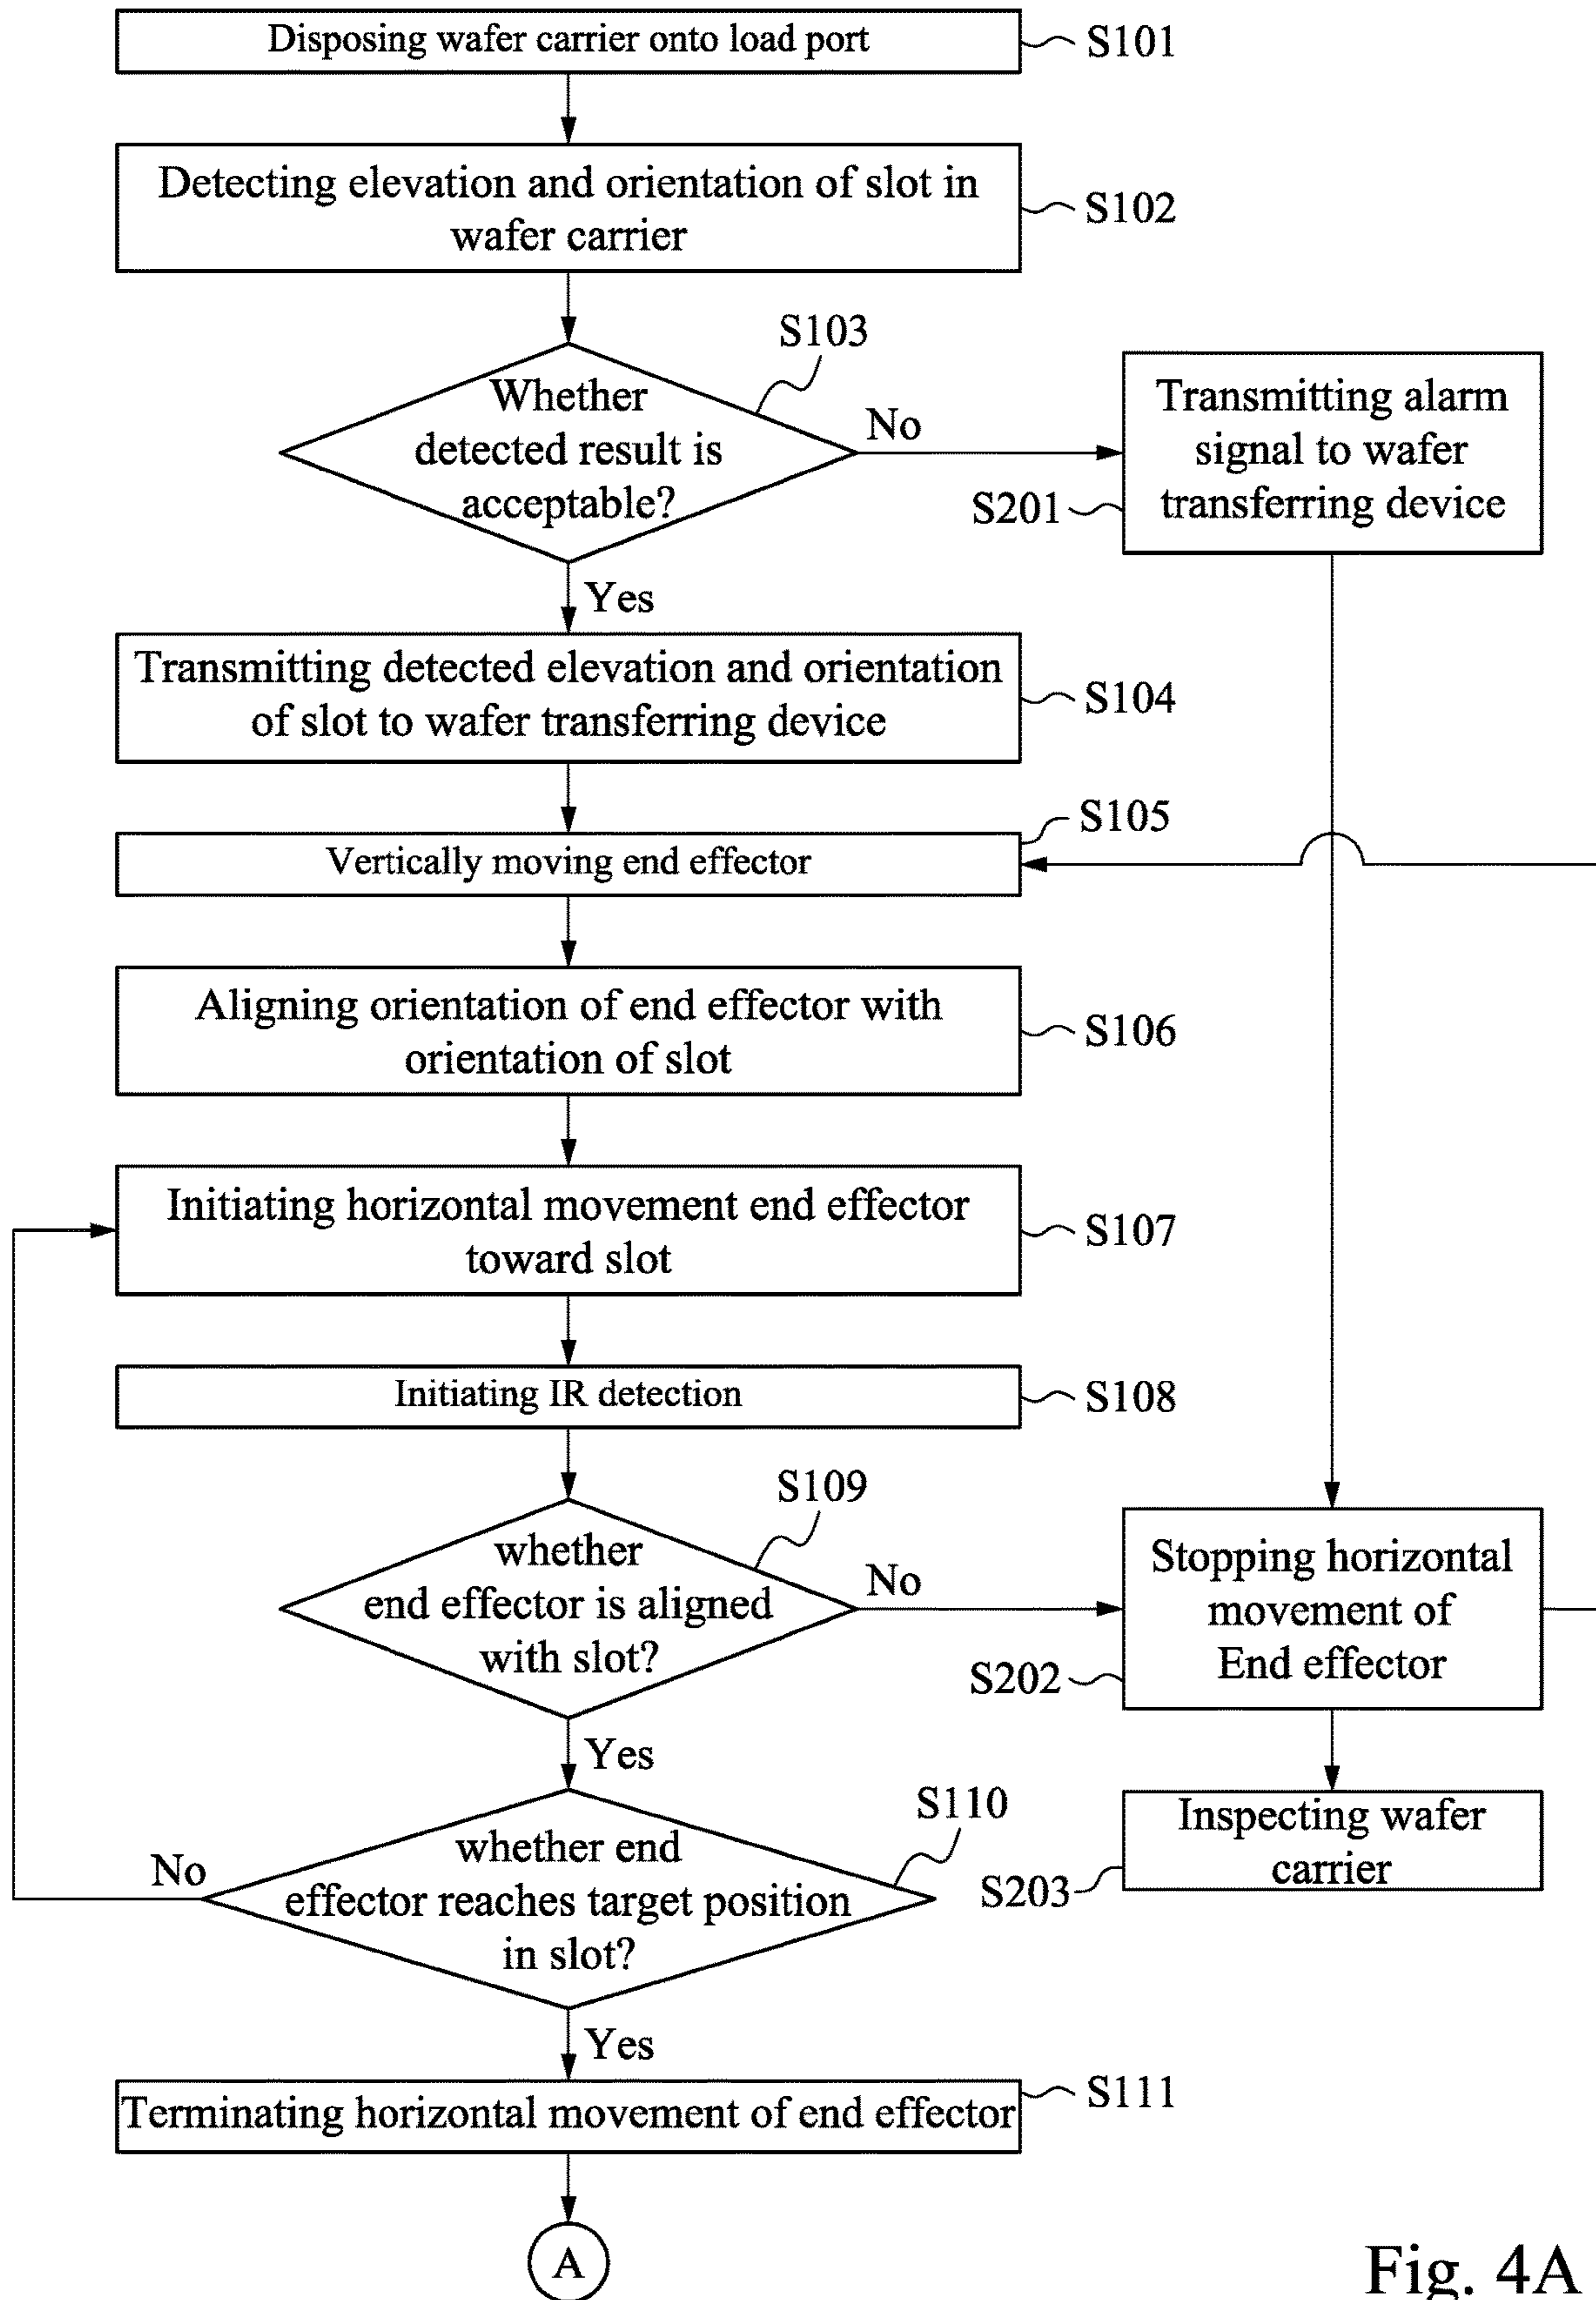 Disposing wafer carrier onto load port
S101
Detecting elevation and orientation of slot in
wafer carrier
S102
S103
Whether
detected result is
acceptable?
No
Yes
Transmitting alarm
signal to wafer
transferring device
S201
Transmitting detected elevation and orientation
of slot to wafer transferring device
S104
Vertically moving end effector
S105
Aligning orientation of end effector with
orientation of slot
S106
Initiating horizontal movement end effector
toward slot
S107
Initiating IR detection
S108
S109
whether
end effector is aligned
with slot?
No
Yes
Stopping horizontal
movement of
End effector
S202
S110
whether end
effector reaches target position
in slot?
No
Yes
Inspecting wafer
carrier
S203
Terminating horizontal movement of end effector
S111
A
Fig. 4A